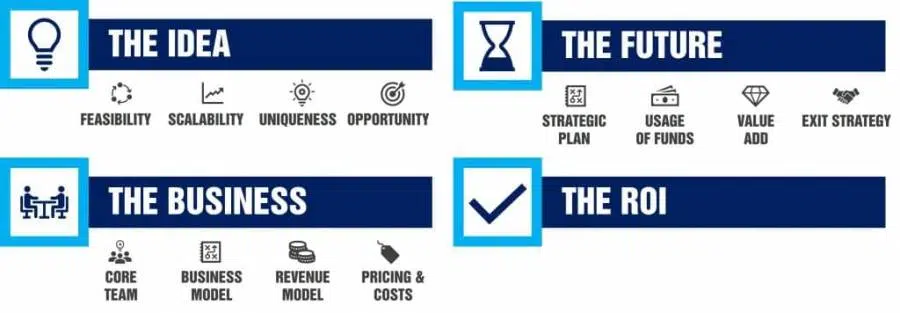 THE IDEA
FEASIBILITY SCALABILITY UNIQUENESS OPPORTUNITY
THE FUTURE
STRATEGIC PLAN USAGE OF FUNDS VALUE ADD EXIT STRATEGY
THE BUSINESS
CORE TEAM BUSINESS MODEL REVENUE MODEL PRICING & COSTS
THE ROI